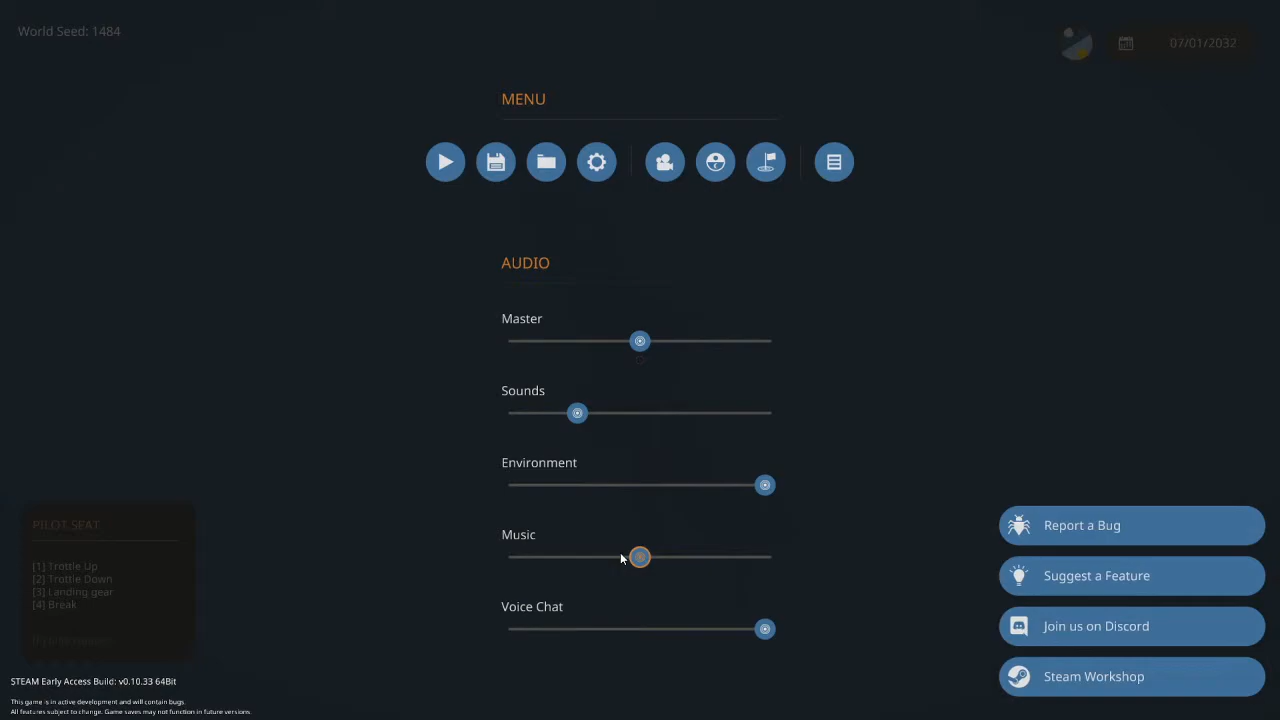 World Seed: 1484
07/01/2032
MENU
AUDIO
Master
Sounds
Environment
Music
Voice Chat
PILOT SEAT
[1] Trottle Up
[2] Trottle Down
[3] Landing gear
[4] Break
Report a Bug
Suggest a Feature
Join us on Discord
Steam Workshop
STEAM Early Access Build: v0.10.33 64Bit
This game is in active development and will contain bugs.
All features subject to change. Game saves may not function in future versions.